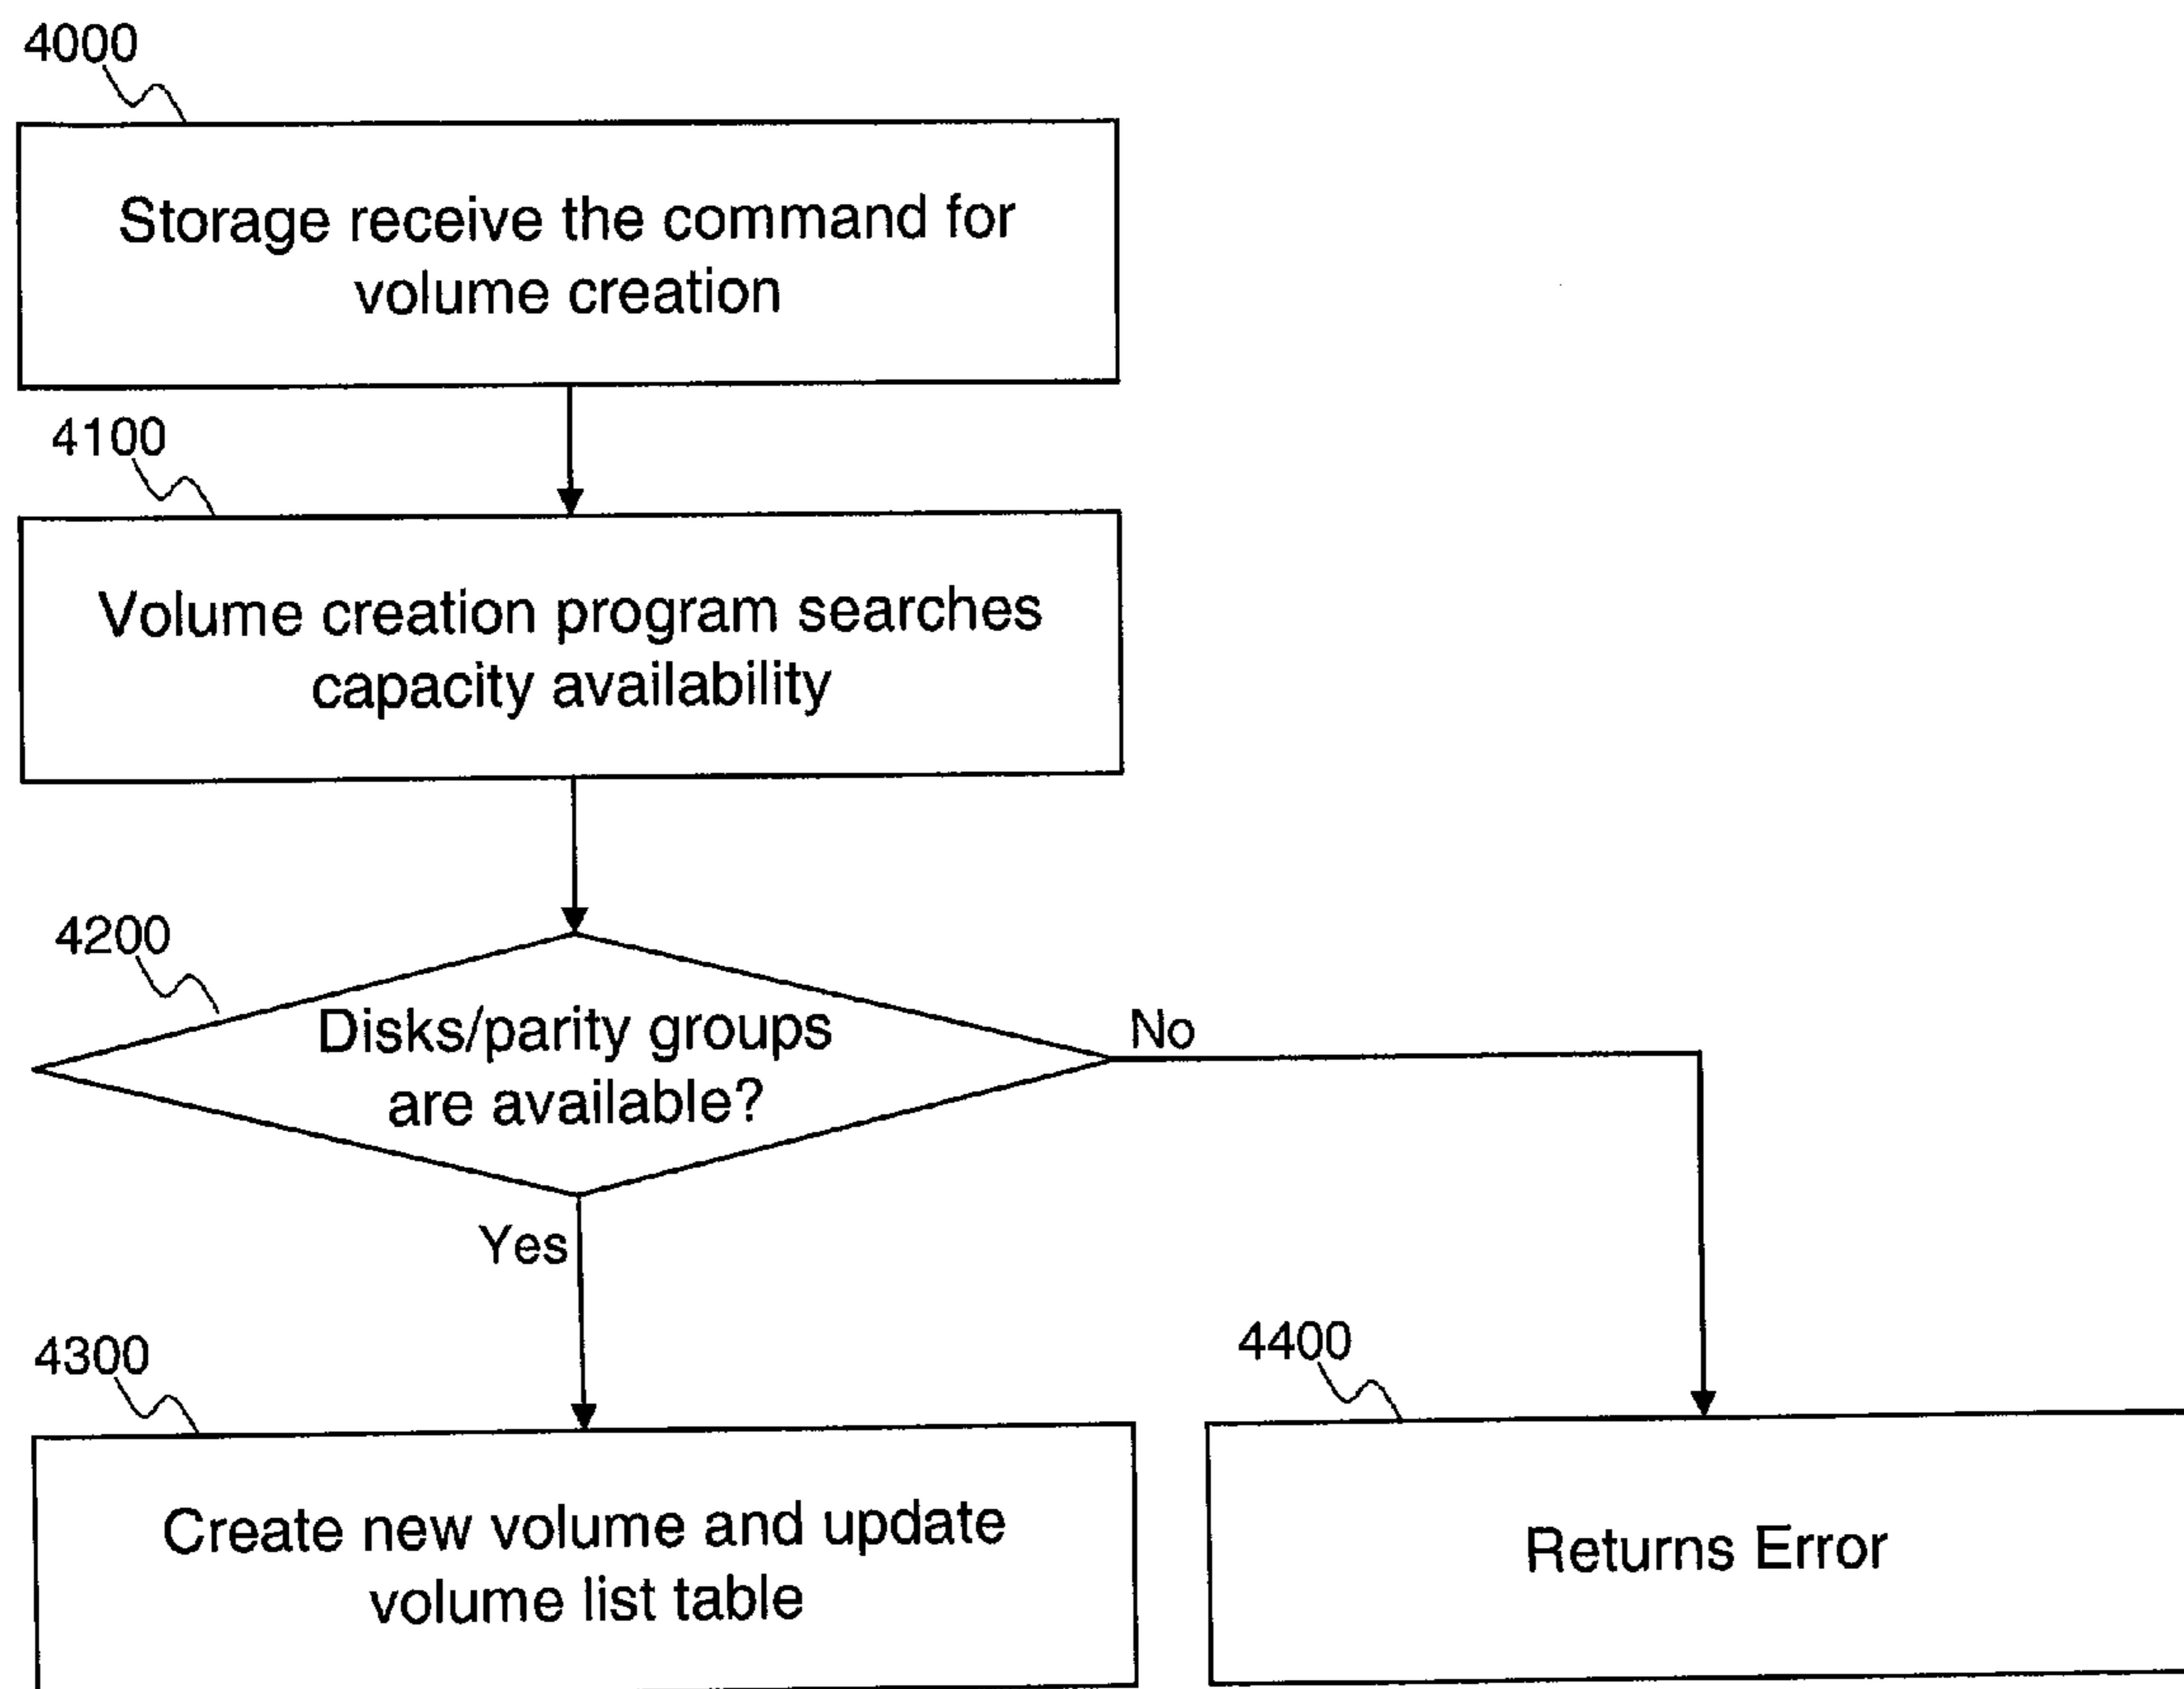 4000
Storage receive the command for
volume creation
4100
Volume creation program searches
capacity availability
4200
Disks/parity groups
are available?
No
Yes
4300
Create new volume and update
volume list table
4400
Returns Error